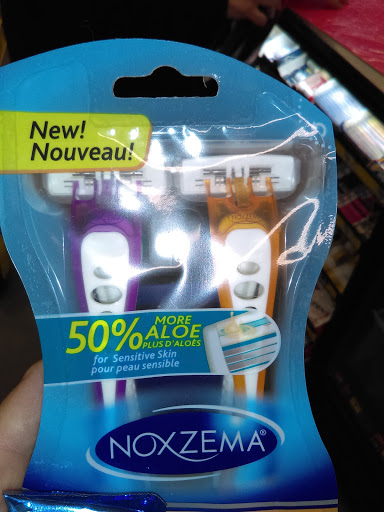 New!
Nouveau!
50% MORE
ALOE
PLUS D'ALOÈS
for Sensitive Skin
pour peau sensible
NOXZEMA®